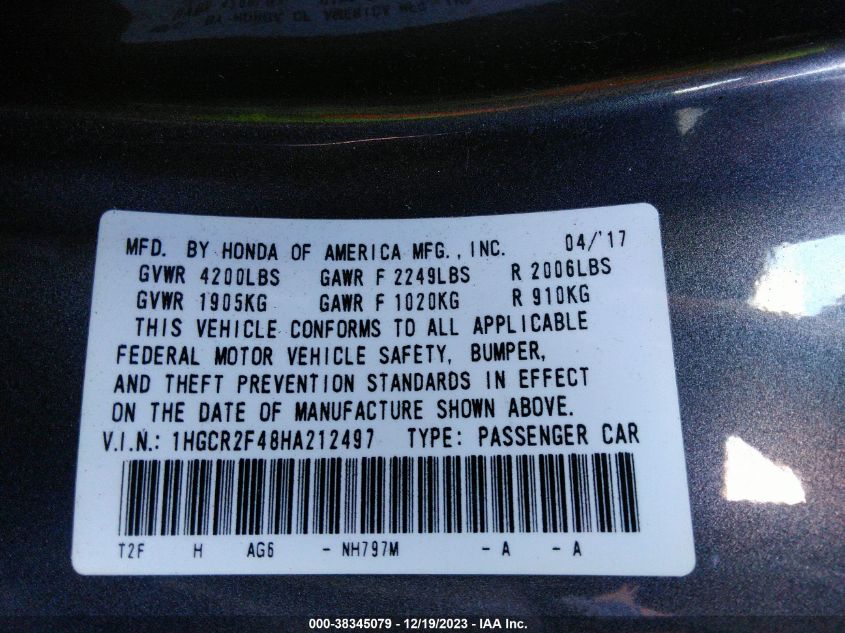 MFD. BY HONDA OF AMERICA MFG., INC. 04/'17
GVWR 4200LBS GAWR F 2249LBS R 2006LBS
GVWR 1905KG GAWR F 1020KG R 910KG
THIS VEHICLE CONFORMS TO ALL APPLICABLE
FEDERAL MOTOR VEHICLE SAFETY, BUMPER,
AND THEFT PREVENTION STANDARDS IN EFFECT
ON THE DATE OF MANUFACTURE SHOWN ABOVE.
V.I.N.: 1HGCR2F48HA212497 TYPE: PASSENGER CAR
T2F H AG6 - NH797M - A - A
000-38345079 - 12/19/2023 - IAA Inc.